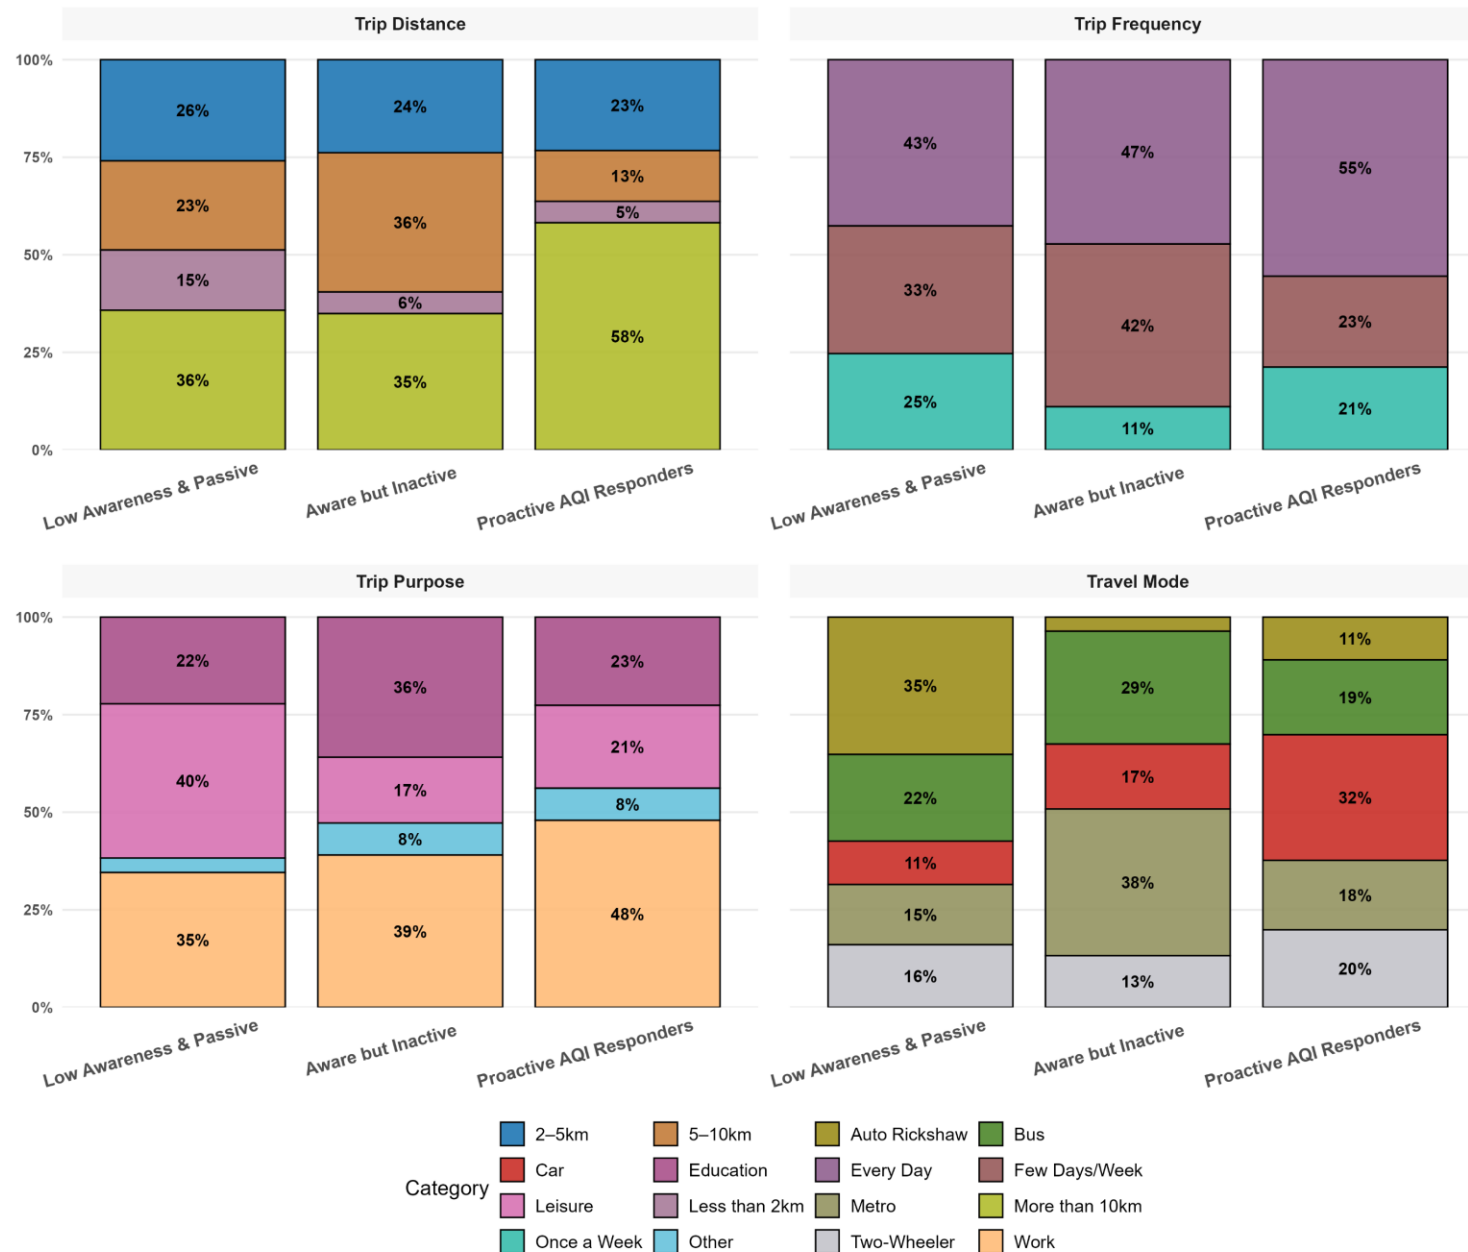 Trip Distance
Trip Frequency
100%
75%
50%
25%
0%
26%
23%
15%
36%
24%
36%
6%
35%
23%
13%
5%
58%
43%
33%
25%
47%
42%
11%
55%
23%
21%
Low Awareness & Passive
Aware but Inactive
Proactive AQI Responders
Low Awareness & Passive
Aware but Inactive
Proactive AQI Responders
Trip Purpose
Travel Mode
100%
75%
50%
25%
0%
22%
40%
35%
36%
17%
8%
39%
23%
21%
8%
48%
35%
22%
11%
15%
16%
29%
17%
38%
13%
11%
19%
32%
18%
20%
Low Awareness & Passive
Aware but Inactive
Proactive AQI Responders
Low Awareness & Passive
Aware but Inactive
Proactive AQI Responders
Category
2–5km
5–10km
Auto Rickshaw
Bus
Car
Education
Every Day
Few Days/Week
Leisure
Less than 2km
Metro
More than 10km
Once a Week
Other
Two-Wheeler
Work